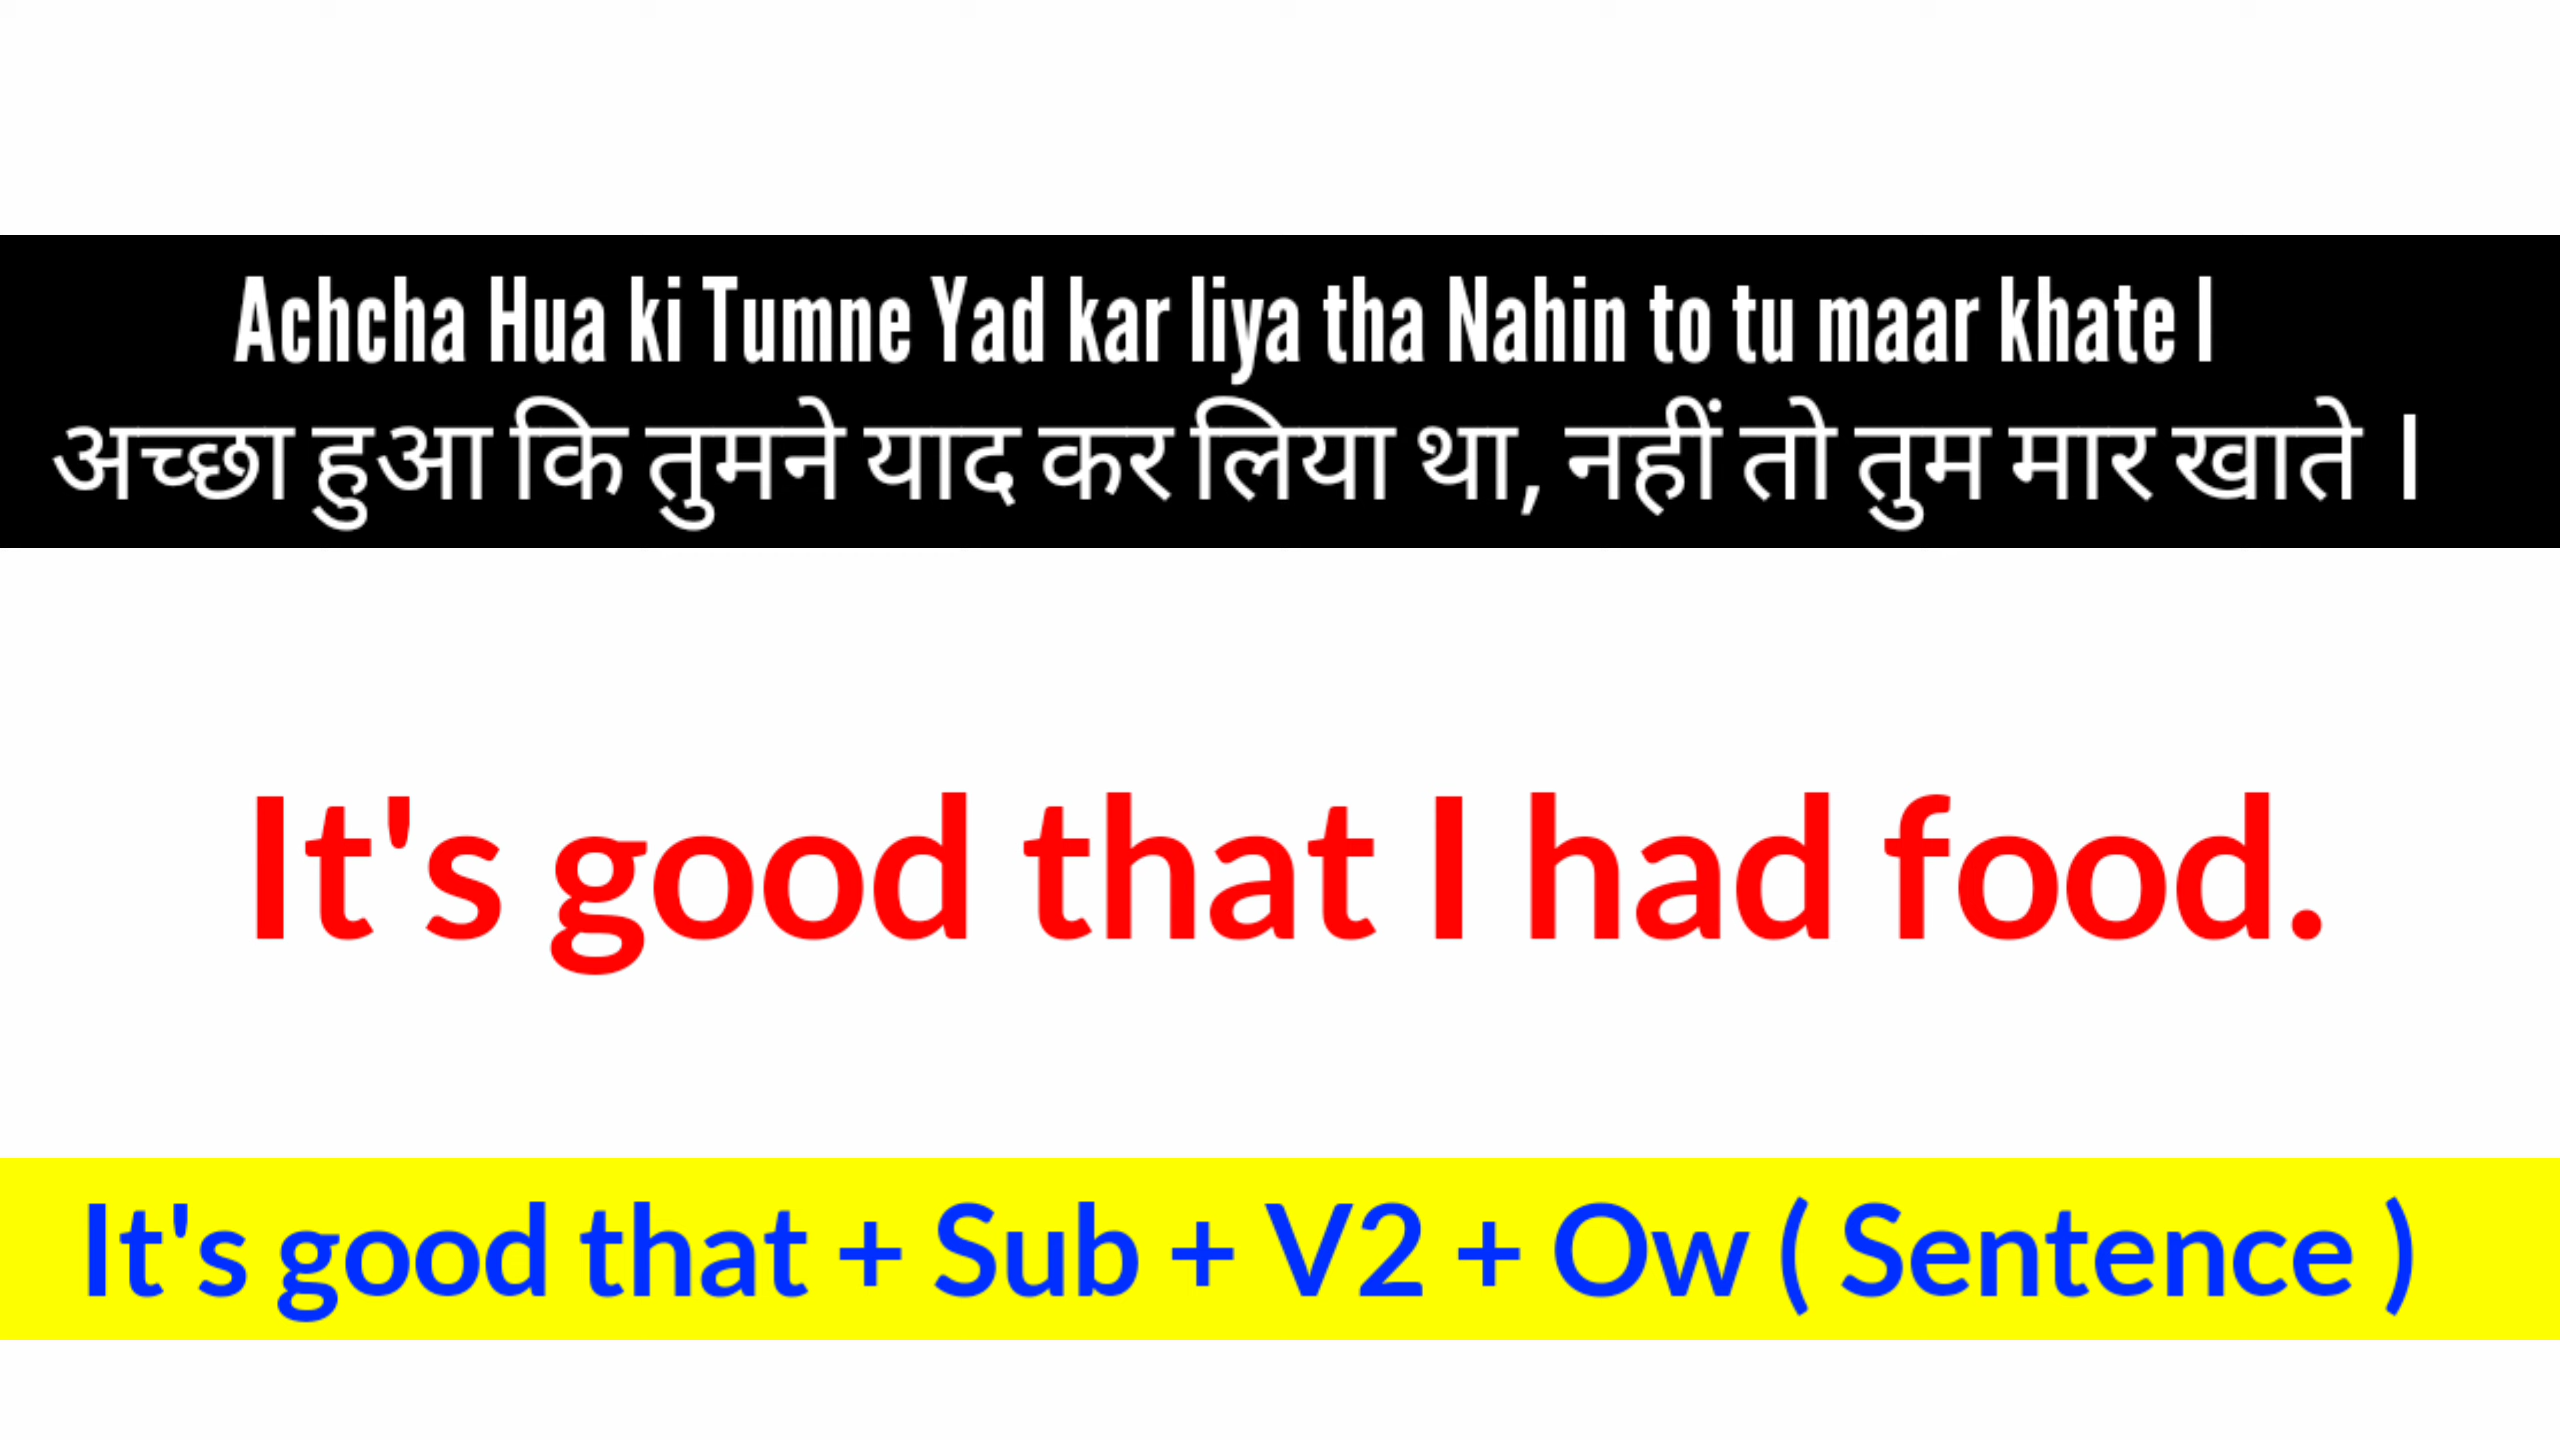 Achcha Hua ki Tumne Yad kar liya tha Nahin to tu maar khate l
अच्छा हुआ कि तुमने याद कर लिया था, नहीं तो तुम मार खाते ।
It's good that I had food.
It's good that + Sub + V2 + Ow ( Sentence )